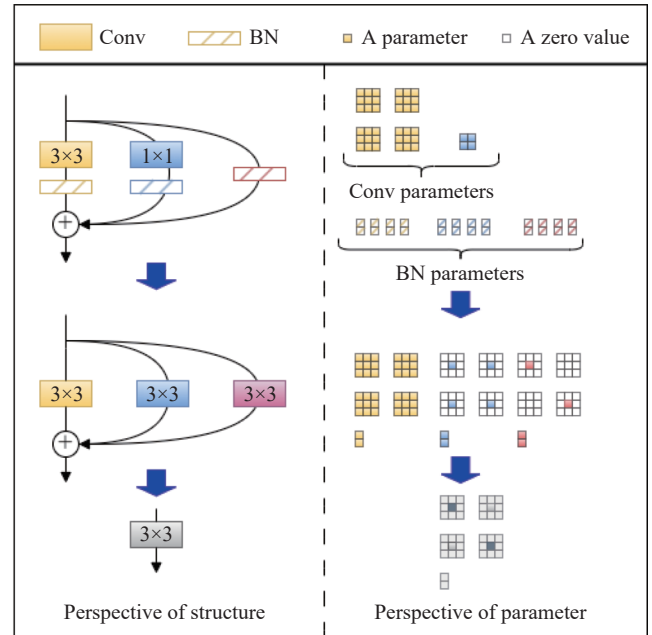 Conv BN A parameter A zero value
3×3 1×1
Conv parameters
BN parameters
3×3 3×3 3×3
3×3
Perspective of structure Perspective of parameter